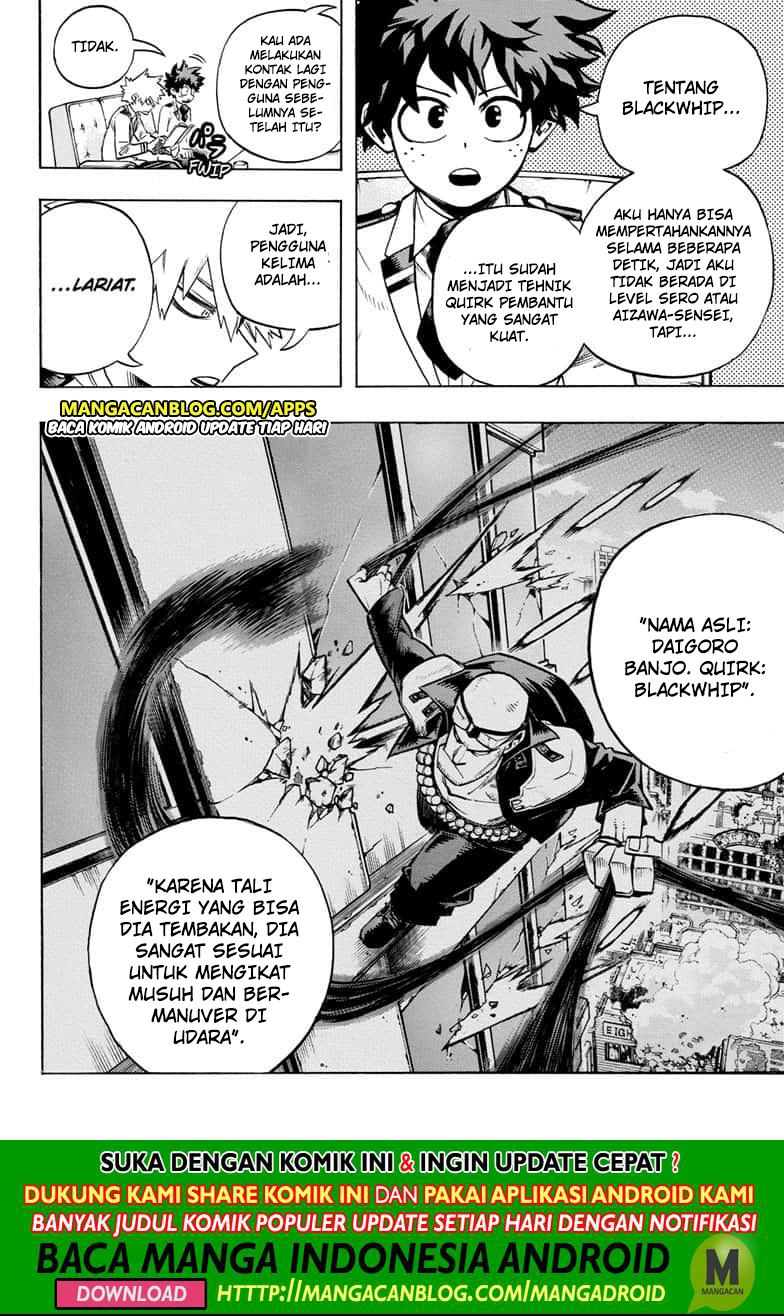 TENTANG
BLACKWHIP...
AKU HANYA BISA
MEMPERTAHANKANNYA
SELAMA BEBERAPA
DETIK, JADI AKU
TIDAK BERADA DI
LEVEL SERO ATAU
AIZAWA-SENSEI,
TAPI...
...ITU SUDAH
MENJADI TEHNIK
QUIRK PEMBANTU
YANG SANGAT
KUAT.
KAU ADA
MELAKUKAN
KONTAK LAGI
DENGAN PENG-
GUNA SEBE-
LUMNYA SE-
TELAH ITU?
TIDAK.
パラ
FWIP
JADI,
PENGGUNA
KELIMA
ADALAH...
...LARIAT.
MANGACANBLOG.COM/APPS
BACA KOMIK ANDROID UPDATE TIAP HARI
"NAMA ASLI:
DAIGORO
BANJO. QUIRK:
BLACKWHIP".
"KARENA TALI
ENERGI YANG BISA
DIA TEMBAKAN, DIA
SANGAT SESUAI
UNTUK MENGIKAT
MUSUH DAN BER-
MANUVER DI
UDARA".
EIGH
SUKA DENGAN KOMIK INI & INGIN UPDATE CEPAT ?
DUKUNG KAMI SHARE KOMIK INI DAN PAKAI APLIKASI ANDROID KAMI
BANYAK JUDUL KOMIK POPULER UPDATE SETIAP HARI DENGAN NOTIFIKASI
BACA MANGA INDONESIA ANDROID
M
MANGACAN
DOWNLOAD
HTTTP://MANGACANBLOG.COM/MANGADROID